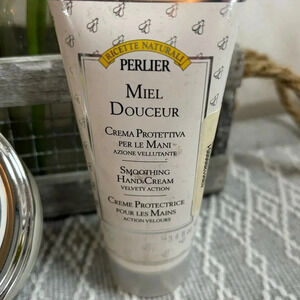 RICETTE NATURALI
PERLIER
MIEL
DOUCEUR
CREMA PROTETTIVA
PER LE MANI
AZIONE VELLUTANTE
SMOOTHING
HAND CREAM
VELVETY ACTION
CREME PROTECTRICE
POUR LES MAINS
ACTION VELOURS